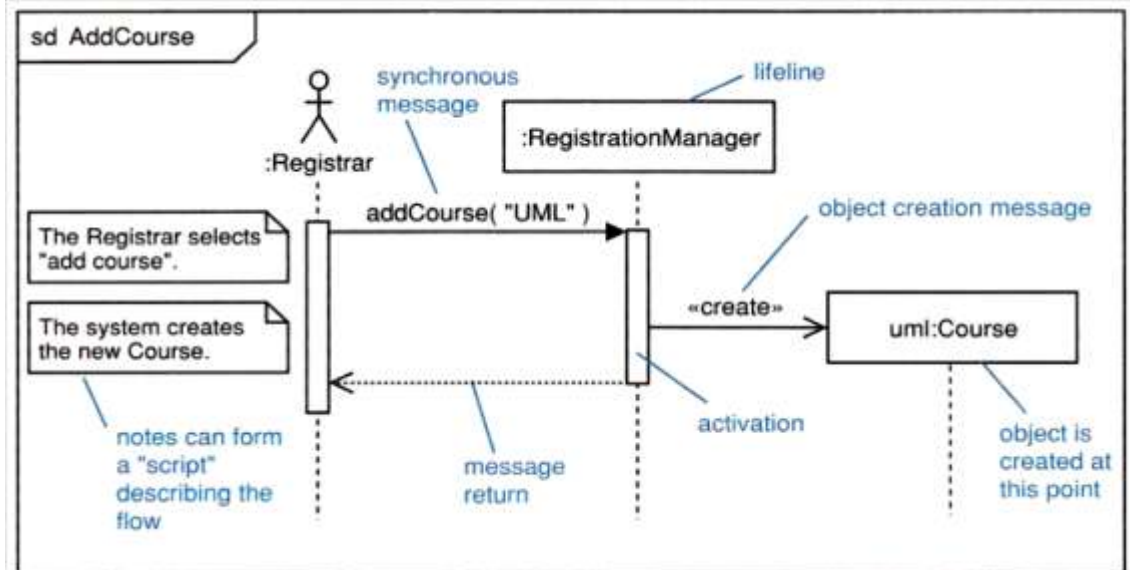 sd AddCourse
synchronous
message
lifeline
:RegistrationManager
:Registrar
addCourse( "UML" )
object creation message
The Registrar selects
"add course".
«create»
uml:Course
The system creates
the new Course.
activation
notes can form
a "script"
describing the
flow
message
return
object is
created at
this point